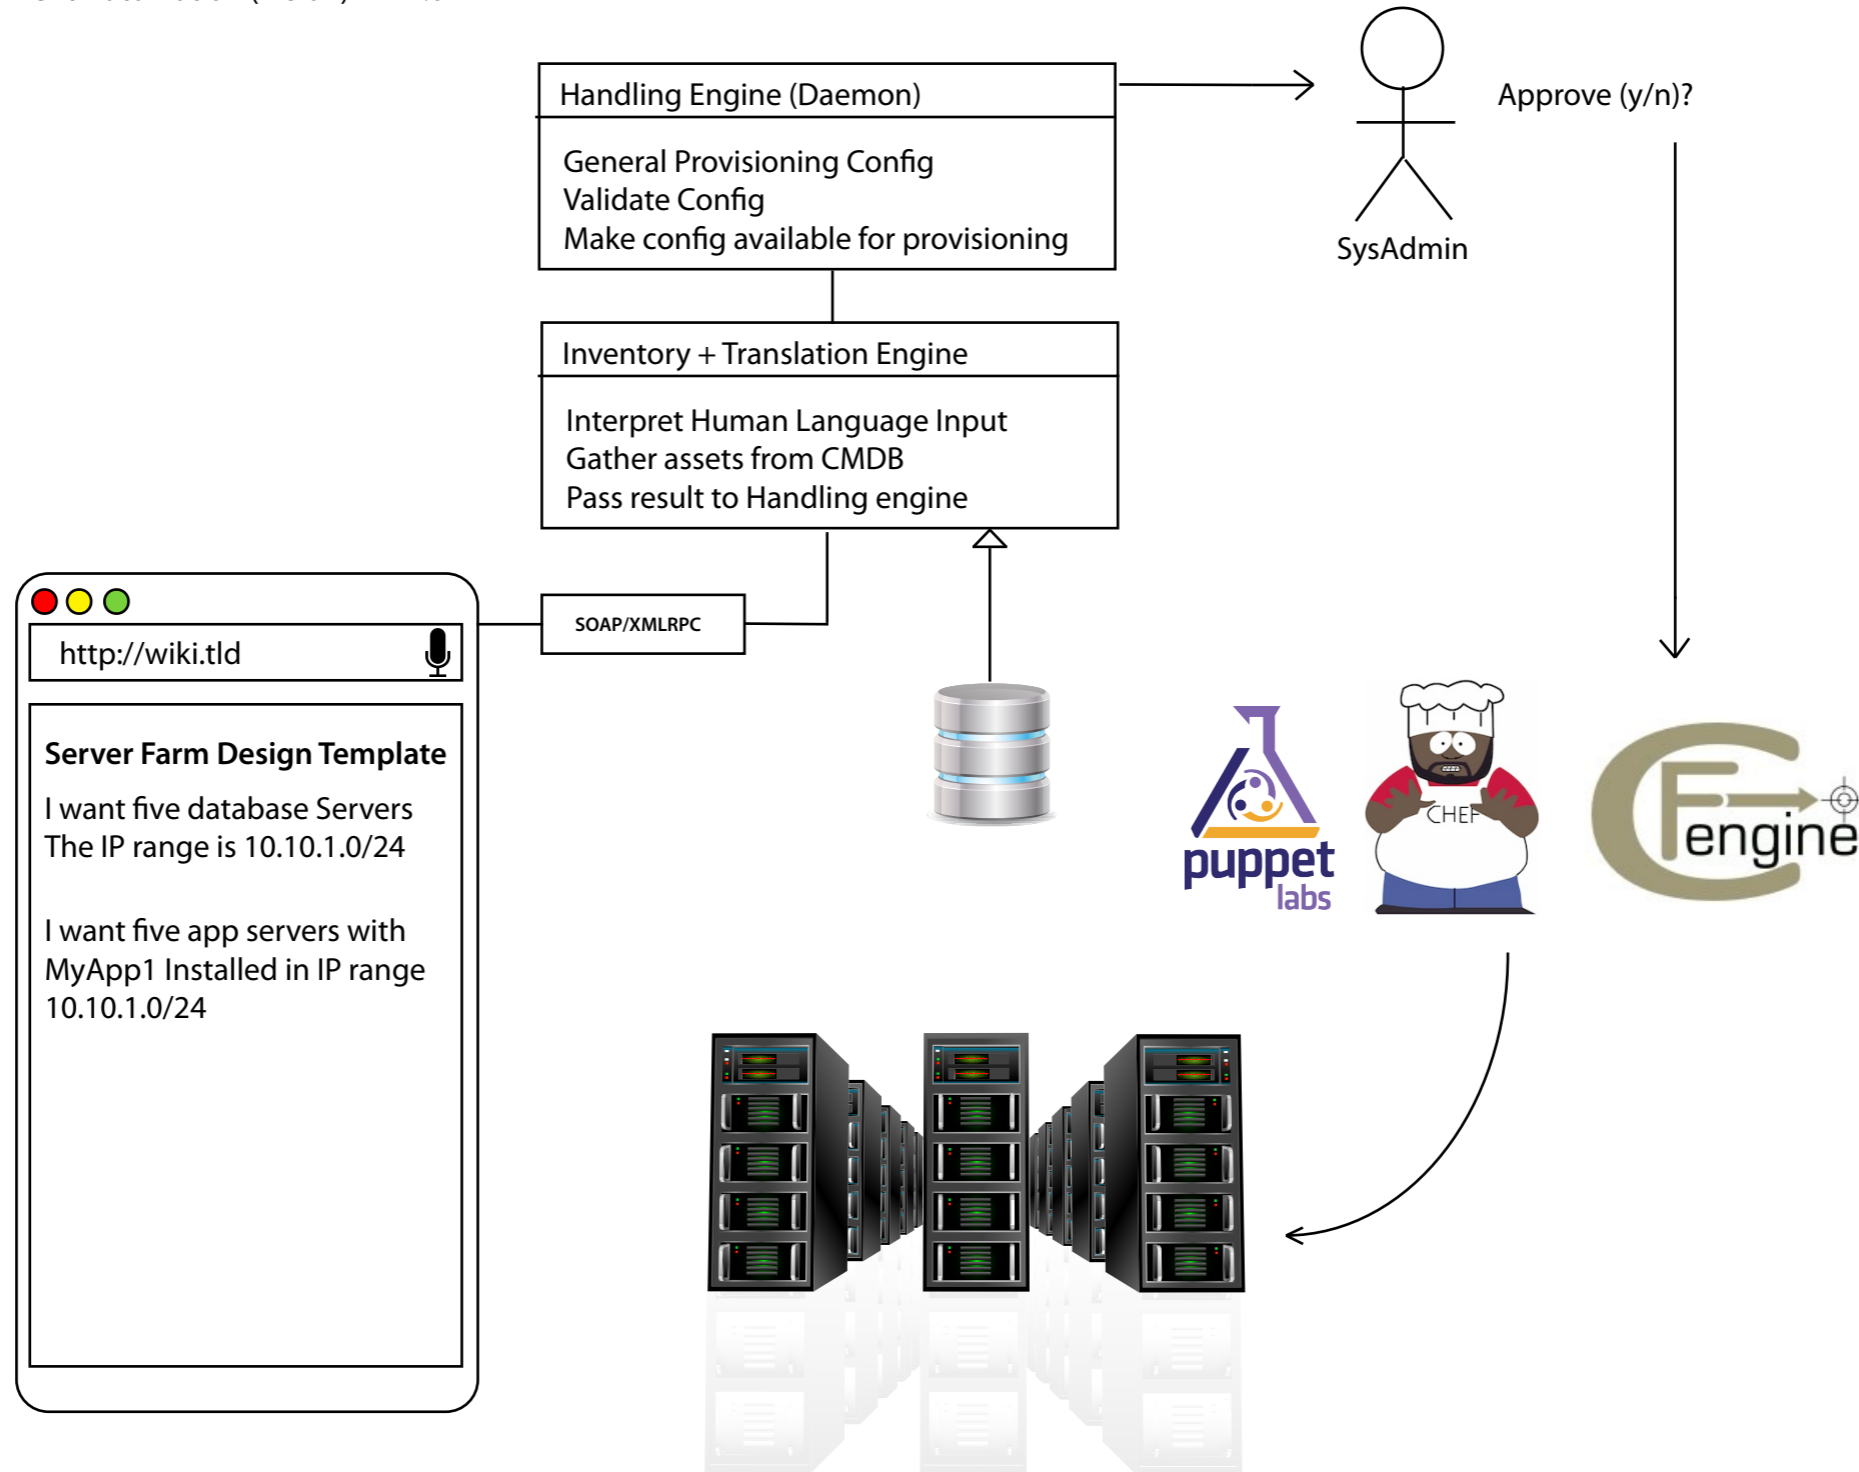 Handling Engine (Daemon)
General Provisioning Config
Validate Config
Make config available for provisioning
Approve (y/n)?
SysAdmin
Inventory + Translation Engine
Interpret Human Language Input
Gather assets from CMDB
Pass result to Handling engine
SOAP/XMLRPC
http://wiki.tld
Server Farm Design Template
I want five database Servers
The IP range is 10.10.1.0/24
I want five app servers with
MyApp1 Installed in IP range
10.10.1.0/24
puppet
labs
CHEF
CF
engine